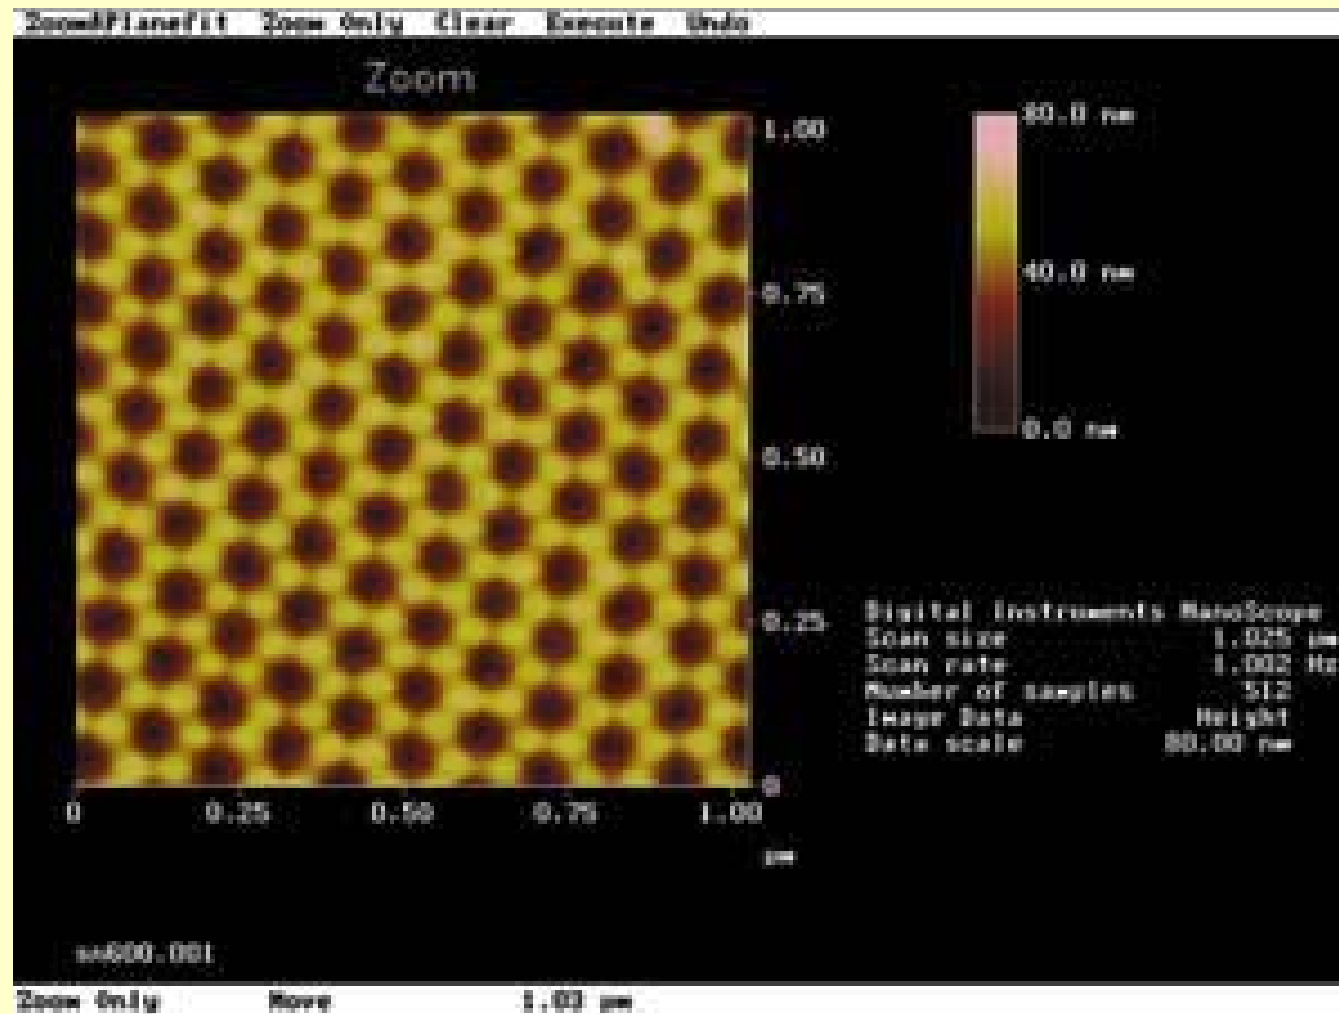 Zoom&Planefit Zoom Only Clear Execute Undo
Zoom
80.0 nm
40.0 nm
0.0 nm
1.00
0.75
0.50
0.25
0
0 0.25 0.50 0.75 1.00
µm
Digital Instruments NanoScope
Scan size 1.025 µm
Scan rate 1.002 Hz
Number of samples 512
Image Data Height
Data scale 80.00 nm
sn600.001
Zoom Only Move 1.03 µm